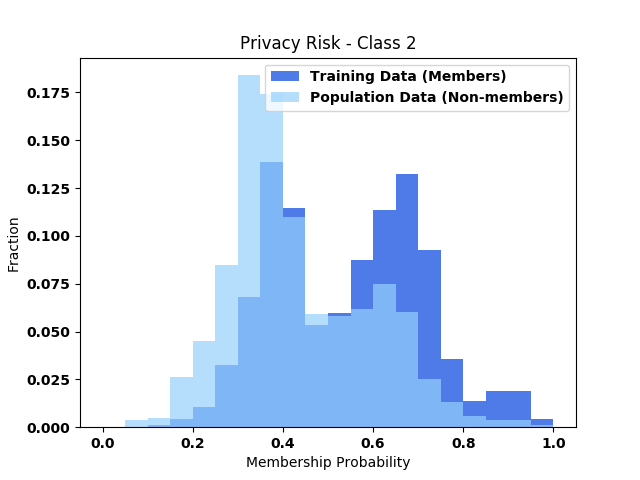 Privacy Risk - Class 2
Training Data (Members)
Population Data (Non-members)
Fraction
0.175
0.150
0.125
0.100
0.075
0.050
0.025
0.000
0.0 0.2 0.4 0.6 0.8 1.0
Membership Probability